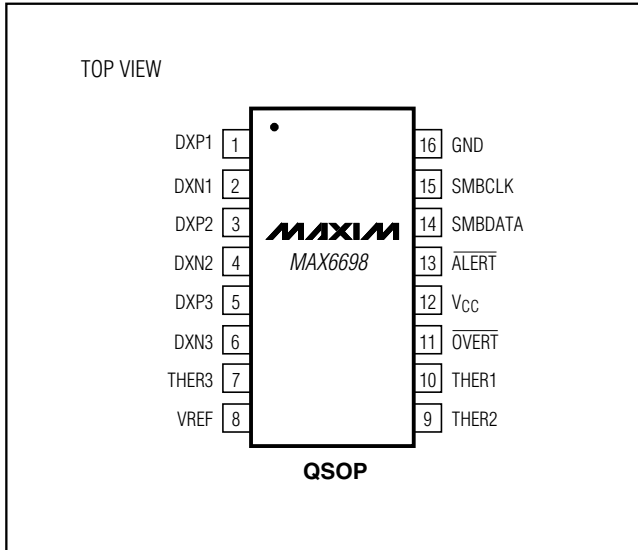 TOP VIEW
DXP1 1 16 GND
DXN1 2 15 SMBCLK
DXP2 3 14 SMBDATA
MAXIM
DXN2 4 MAX6698 13 ALERT
DXP3 5 12 VCC
DXN3 6 11 OVERT
THER3 7 10 THER1
VREF 8 9 THER2
QSOP